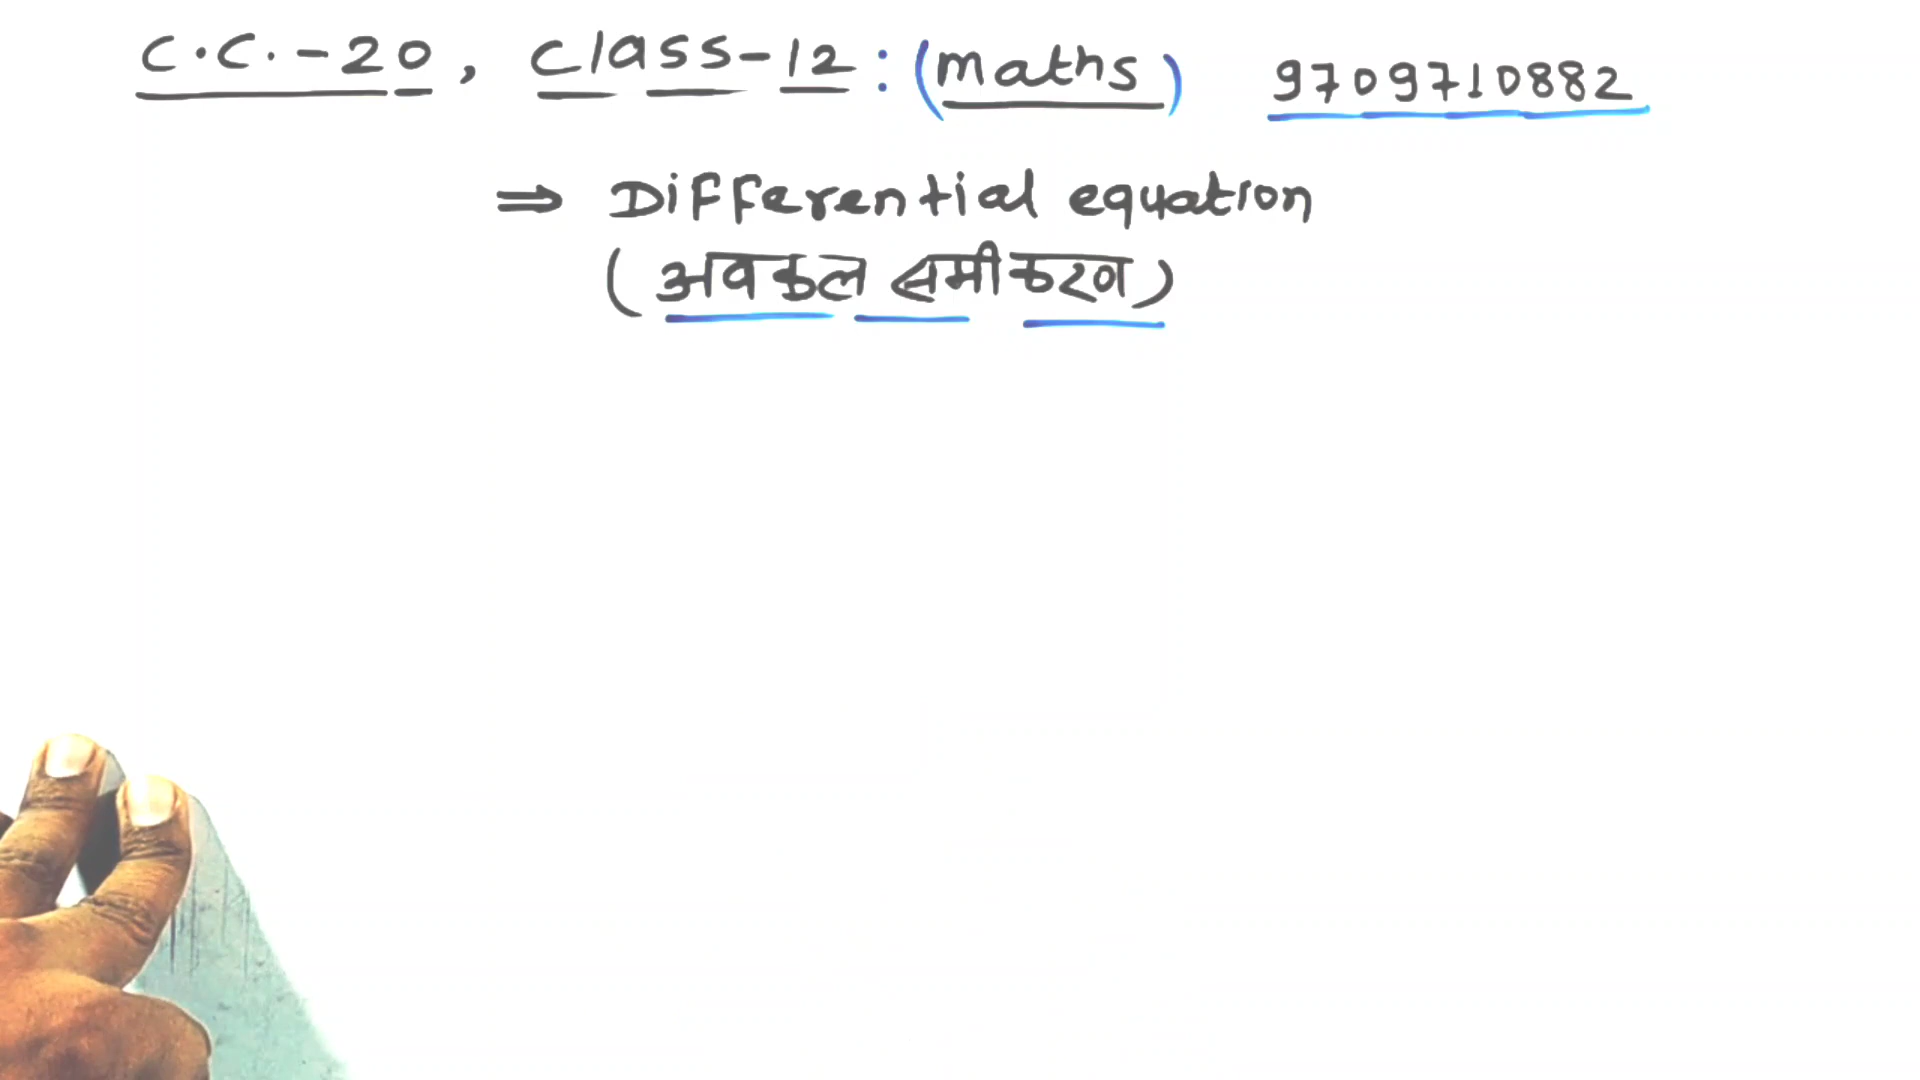 C.C.-20, Class-12: (maths) 9709710882
⇒ Differential equation
(अवकल समीकरण)